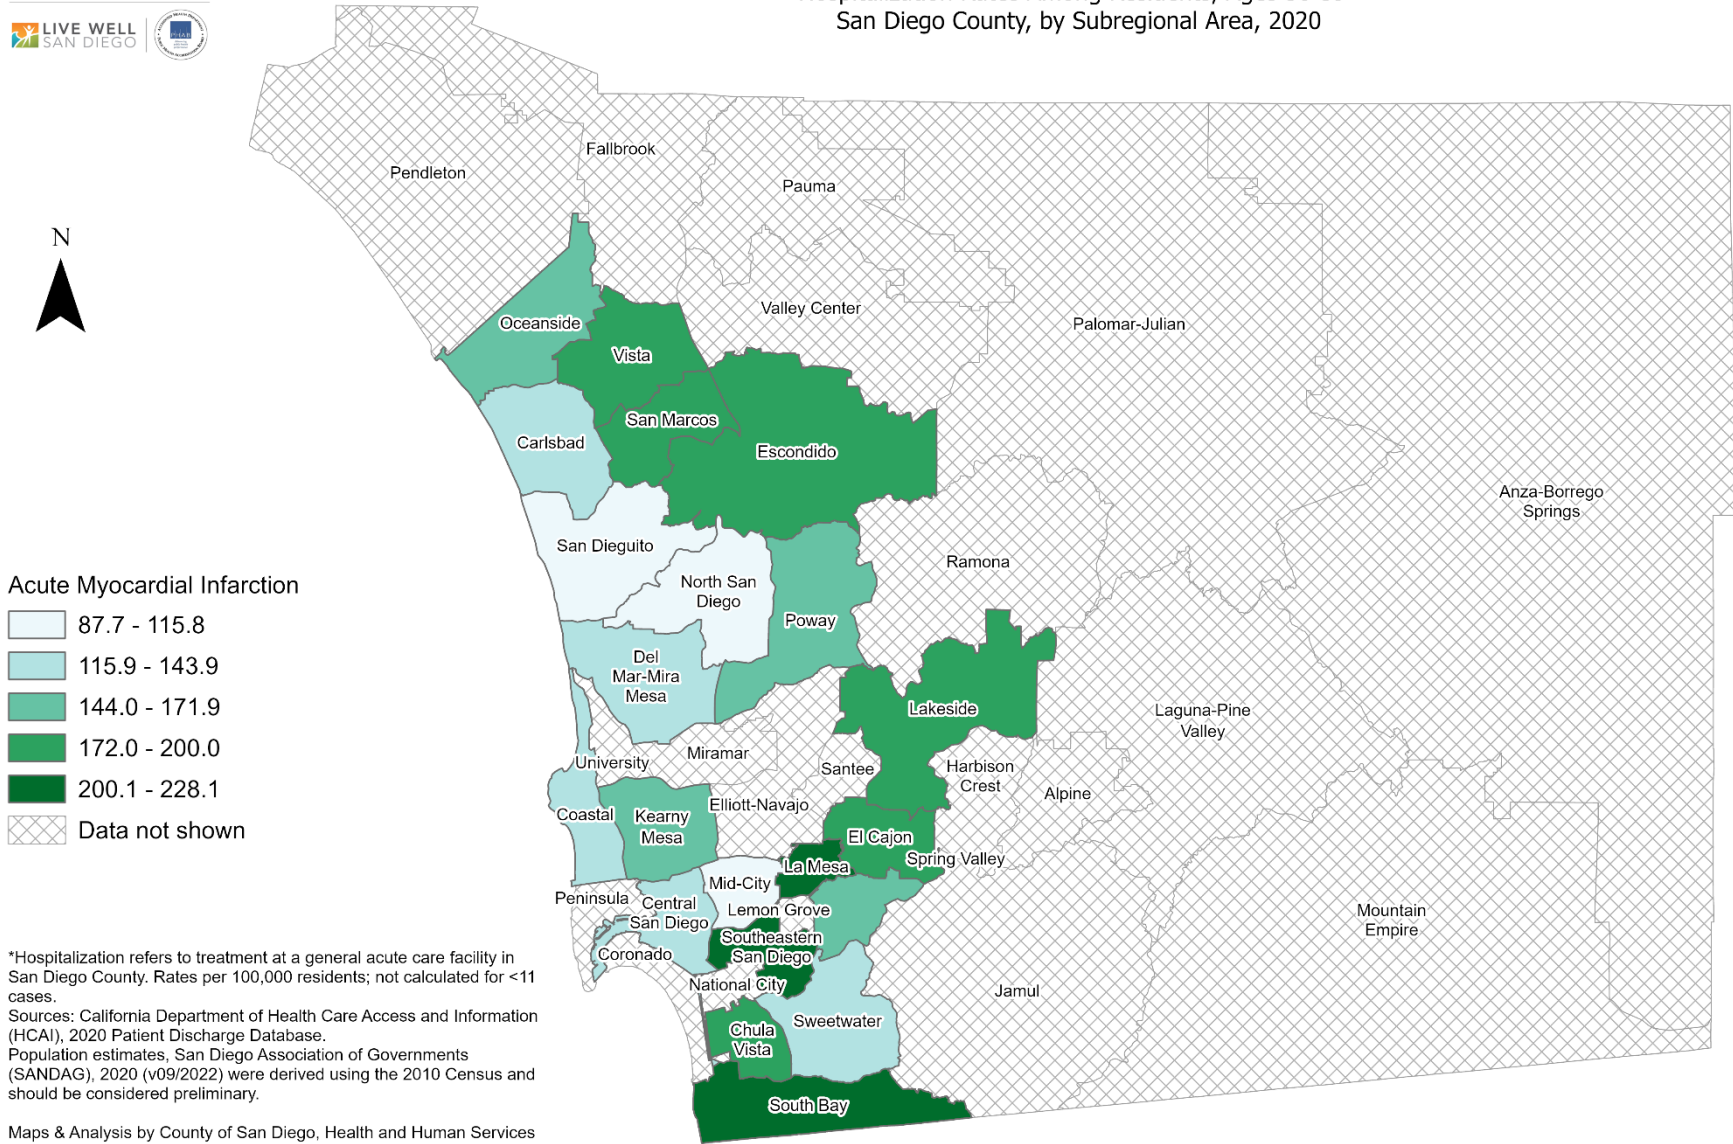 LIVE WELL
SAN DIEGO
PHAB
San Diego County, by Subregional Area, 2020
N
Pendleton
Fallbrook
Pauma
Valley Center
Palomar-Julian
Oceanside
Vista
San Marcos
Escondido
Carlsbad
Anza-Borrego
Springs
San Dieguito
North San
Diego
Ramona
Poway
Del
Mar-Mira
Mesa
Lakeside
Laguna-Pine
Valley
Miramar
University
Santee
Harbison
Crest
Alpine
Elliott-Navajo
Coastal
Kearny
Mesa
El Cajon
La Mesa
Spring Valley
Mid-City
Peninsula
Central
San Diego
Lemon Grove
Southeastern
San Diego
Coronado
National City
Mountain
Empire
Jamul
Sweetwater
Chula
Vista
South Bay
Acute Myocardial Infarction
87.7 - 115.8
115.9 - 143.9
144.0 - 171.9
172.0 - 200.0
200.1 - 228.1
Data not shown
*Hospitalization refers to treatment at a general acute care facility in
San Diego County. Rates per 100,000 residents; not calculated for <11
cases.
Sources: California Department of Health Care Access and Information
(HCAI), 2020 Patient Discharge Database.
Population estimates, San Diego Association of Governments
(SANDAG), 2020 (v09/2022) were derived using the 2010 Census and
should be considered preliminary.
Maps & Analysis by County of San Diego, Health and Human Services